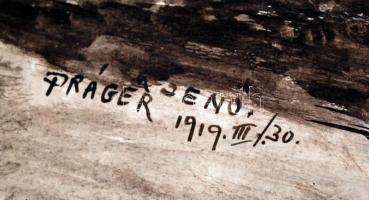 PRÁGER JENŐ.
1919. III/30.